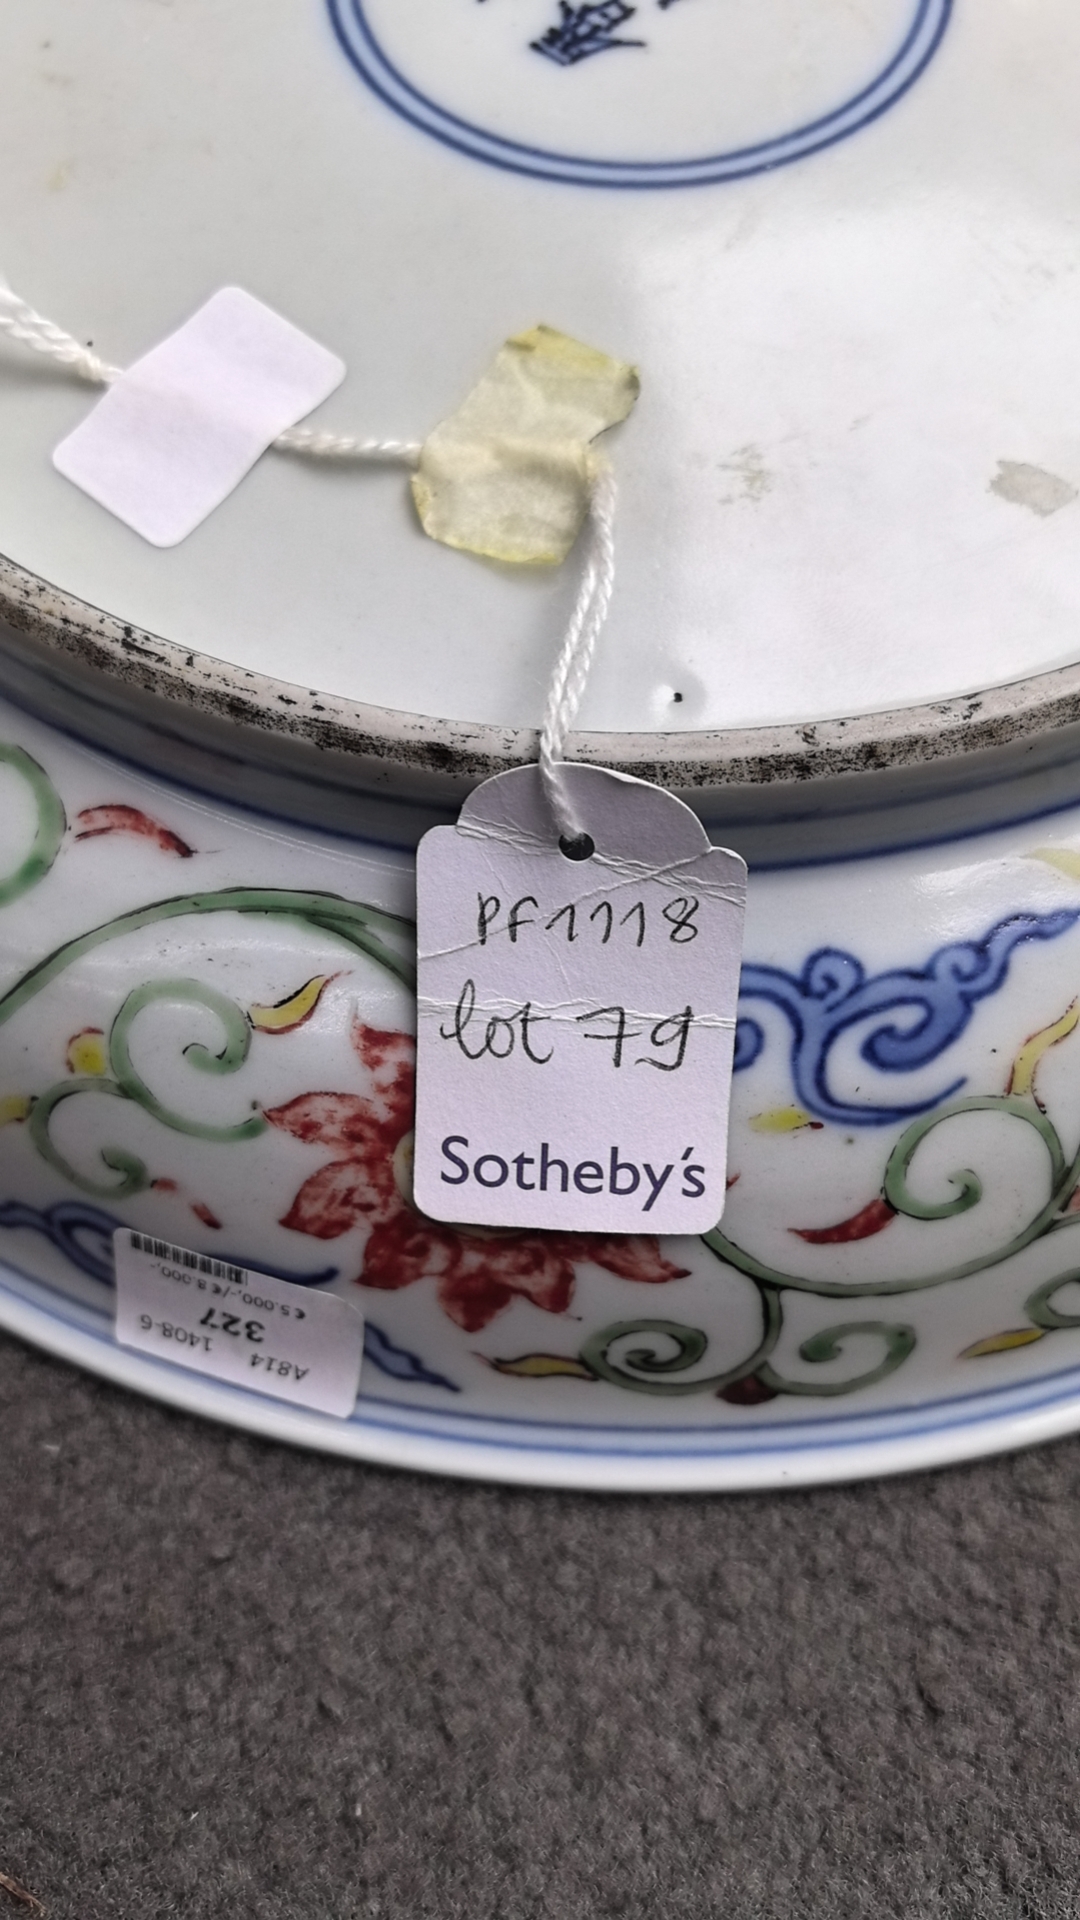 PF1118
lot 79
Sotheby's
A814 1408-6
327
€5.000,-/€8.000,-